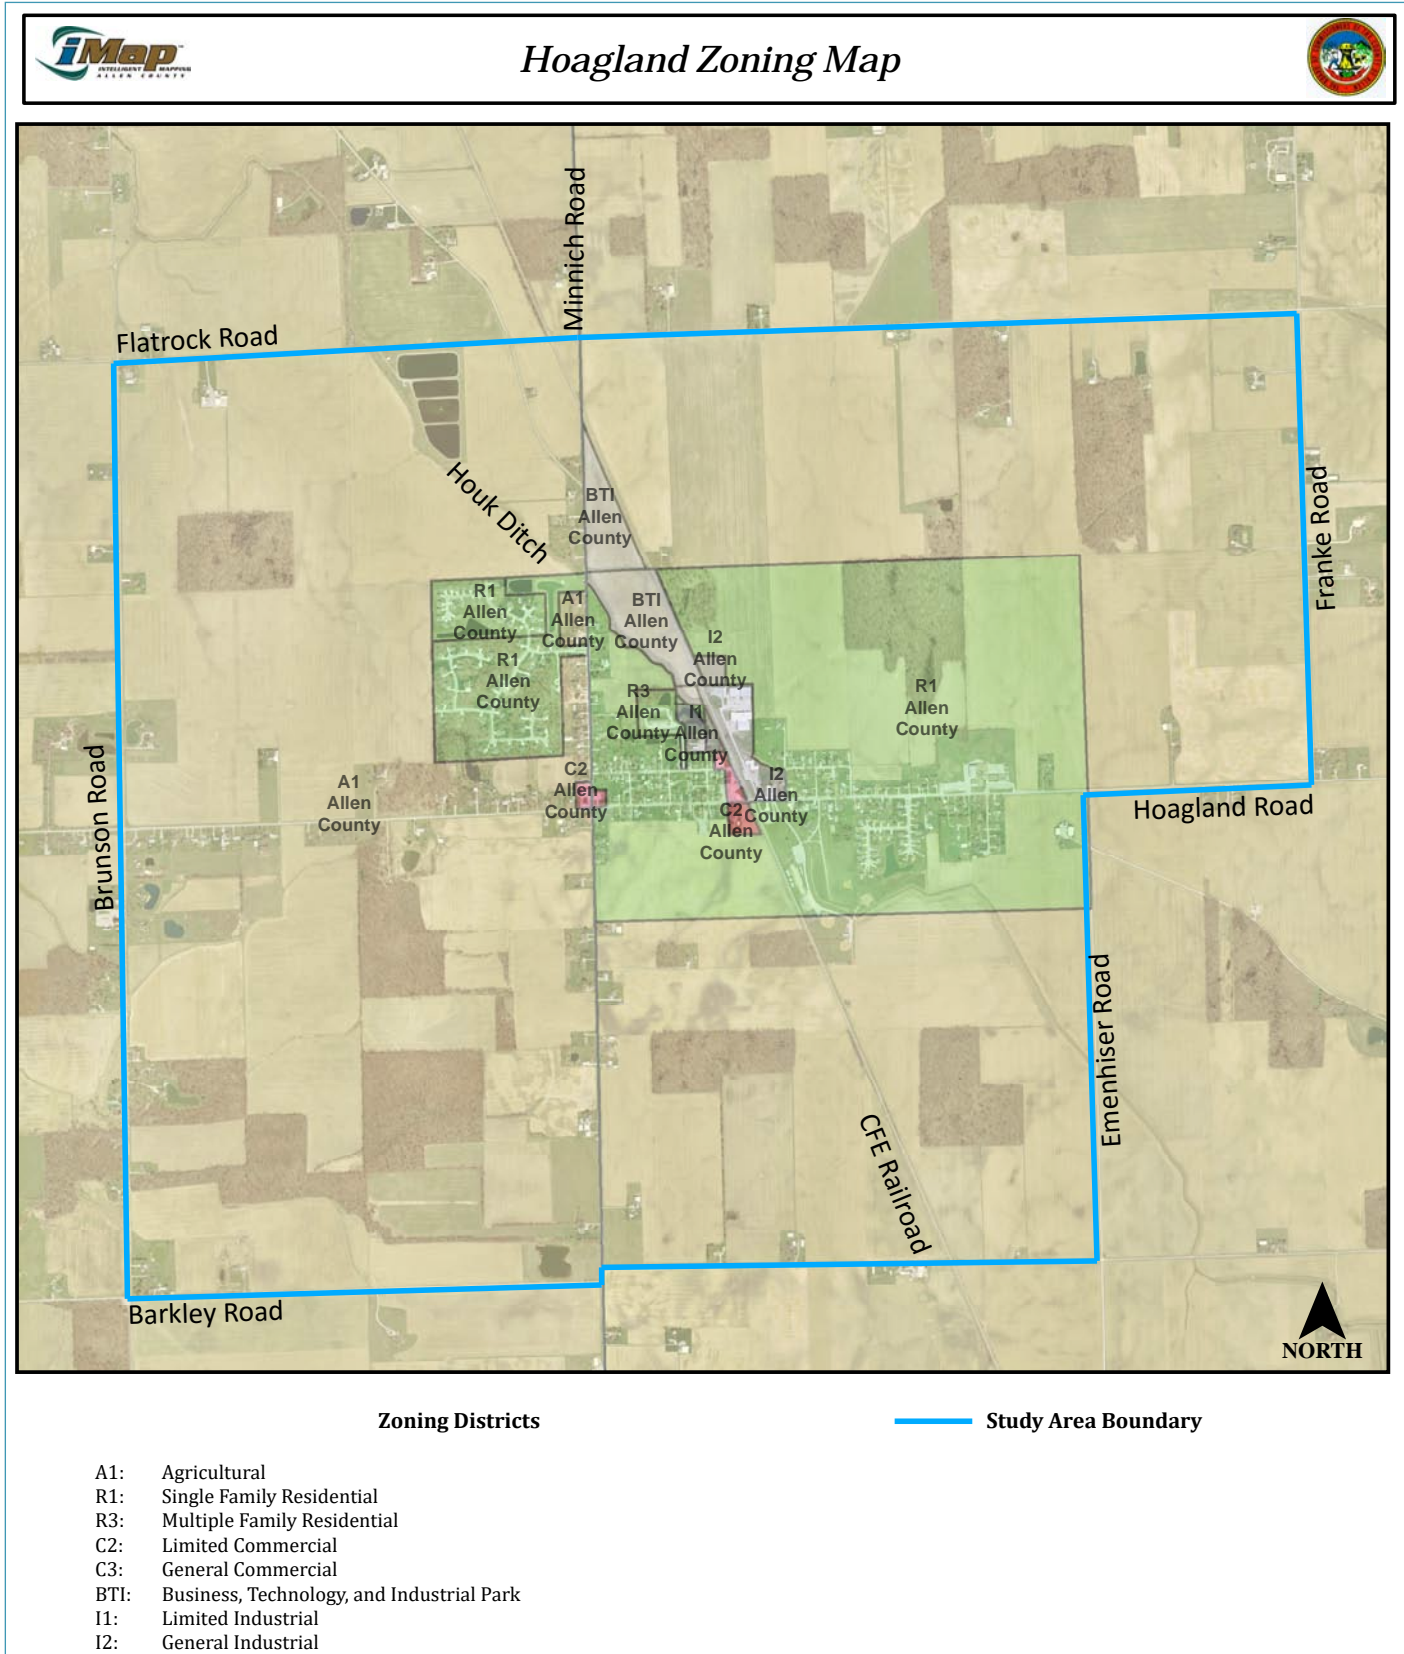 iMap
INTELLIGENT MAPPING
ALLEN COUNTY
Hoagland Zoning Map
Minnich Road
Flatrock Road
Houk Ditch
Franke Road
BTI
Allen
County
R1
Allen
County
A1
Allen
County
BTI
Allen
County
I2
Allen
County
R1
Allen
County
R3
Allen
County
I1
Allen
County
R1
Allen
County
Brunson Road
A1
Allen
County
C2
Allen
County
I2
Allen
County
C2
Allen
County
Hoagland Road
Emenhiser Road
CFE Railroad
Barkley Road
NORTH
Zoning Districts
Study Area Boundary
A1: Agricultural
R1: Single Family Residential
R3: Multiple Family Residential
C2: Limited Commercial
C3: General Commercial
BTI: Business, Technology, and Industrial Park
I1: Limited Industrial
I2: General Industrial